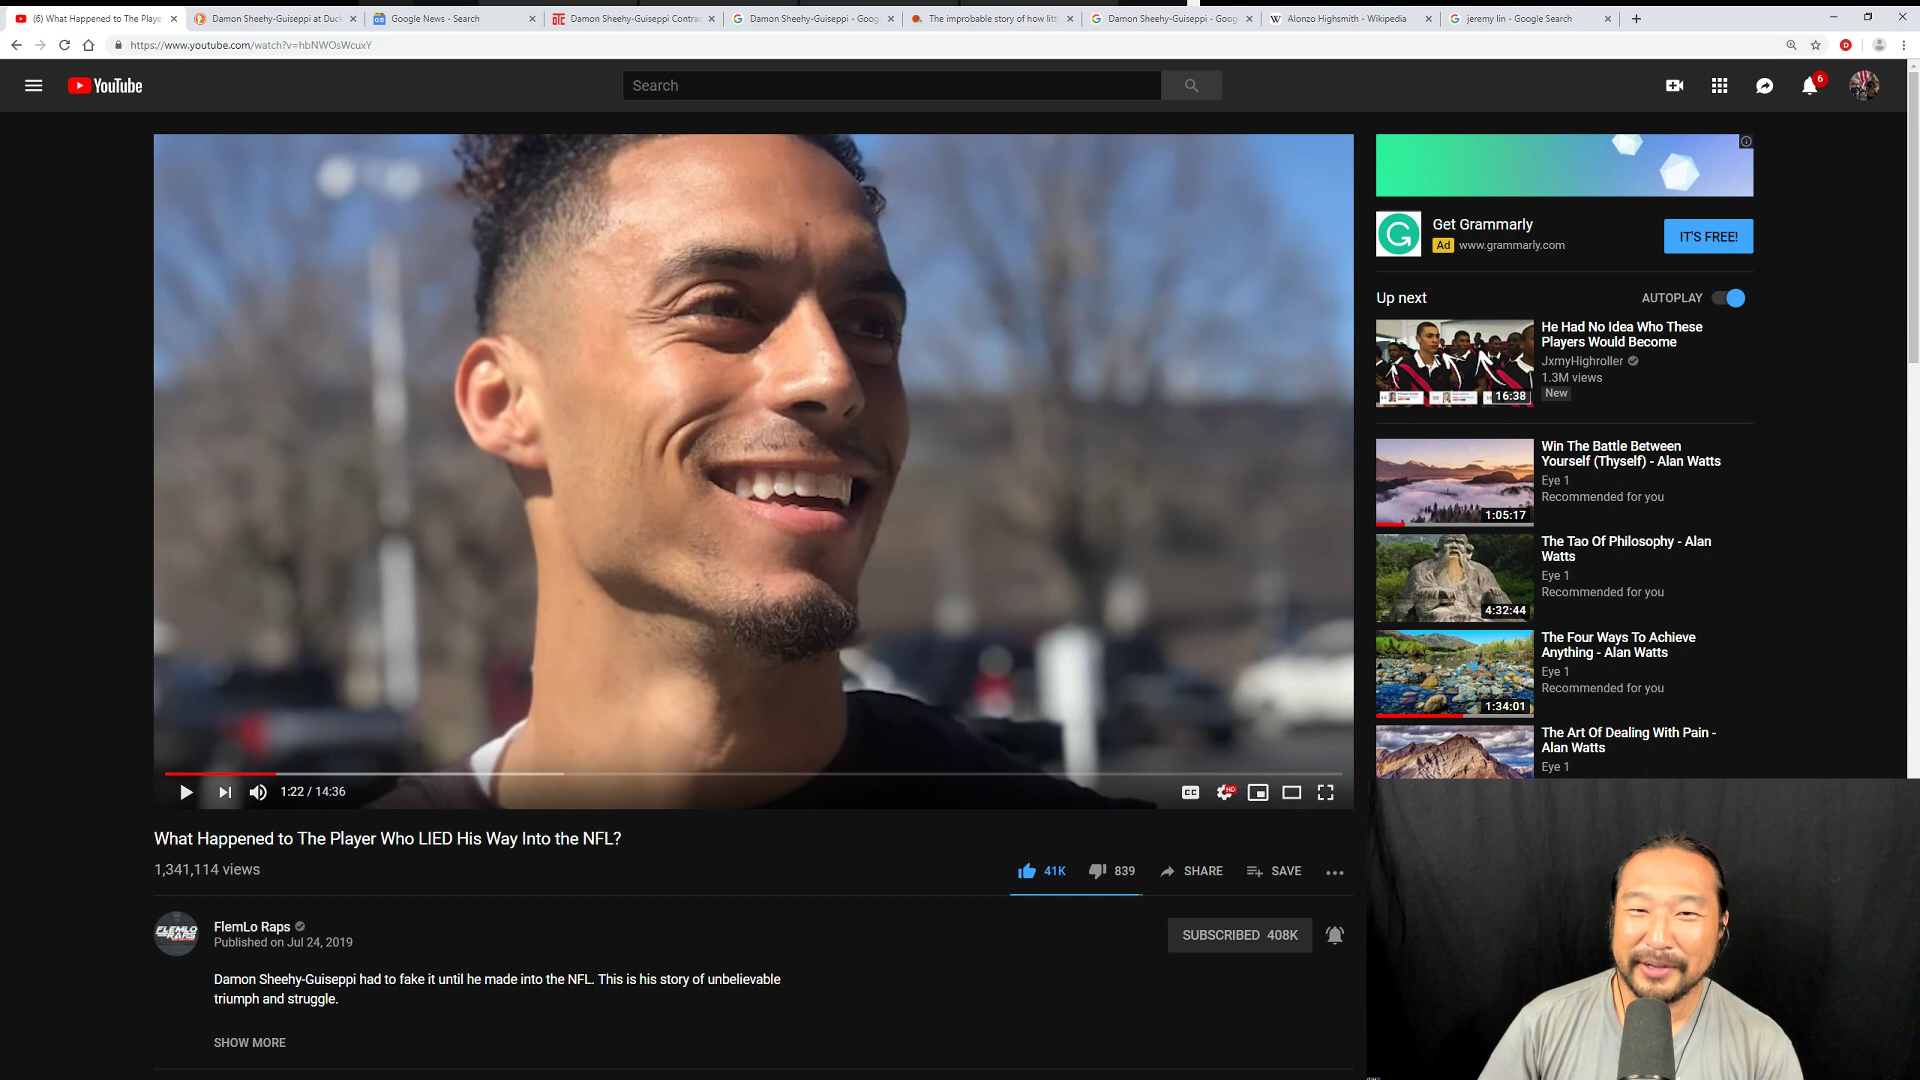 (6) What Happened to The Playe
Damon Sheehy-Guiseppi at Duck
Google News - Search
Damon Sheehy-Guiseppi Contrac
Damon Sheehy-Guiseppi - Goog
The improbable story of how littl
Damon Sheehy-Guiseppi - Goog
Alonzo Highsmith - Wikipedia
jeremy lin - Google Search
https://www.youtube.com/watch?v=hbNWOsWcuxY
YouTube
Search
6
Get Grammarly
Ad www.grammarly.com
IT'S FREE!
Up next
AUTOPLAY
He Had No Idea Who These
Players Would Become
JxmyHighroller
1.3M views
New
16:38
Win The Battle Between
Yourself (Thyself) - Alan Watts
Eye 1
Recommended for you
1:05:17
The Tao Of Philosophy - Alan
Watts
Eye 1
Recommended for you
4:32:44
The Four Ways To Achieve
Anything - Alan Watts
Eye 1
Recommended for you
1:34:01
The Art Of Dealing With Pain -
Alan Watts
Eye 1
1:22 / 14:36
CC
HD
What Happened to The Player Who LIED His Way Into the NFL?
1,341,114 views
41K
839
SHARE
SAVE
FLEMLO
RAPS
FlemLo Raps
Published on Jul 24, 2019
SUBSCRIBED 408K
Damon Sheehy-Guiseppi had to fake it until he made into the NFL. This is his story of unbelievable
triumph and struggle.
SHOW MORE